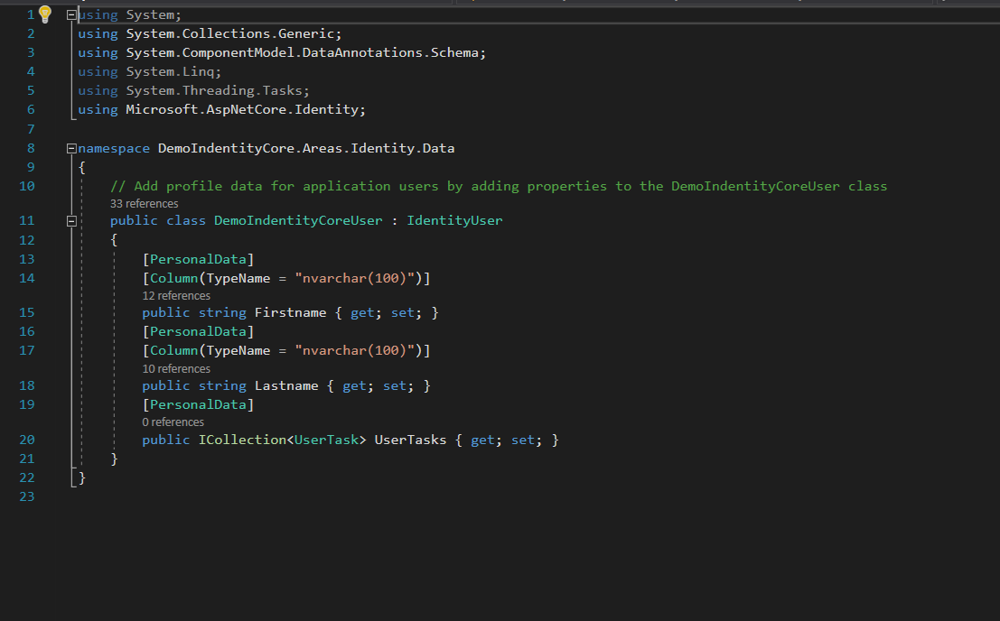 1 using System;
2 using System.Collections.Generic;
3 using System.ComponentModel.DataAnnotations.Schema;
4 using System.Linq;
5 using System.Threading.Tasks;
6 using Microsoft.AspNetCore.Identity;
7
8 namespace DemoIndentityCore.Areas.Identity.Data
9 {
10 // Add profile data for application users by adding properties to the DemoIndentityCoreUser class
33 references
11 public class DemoIndentityCoreUser : IdentityUser
12 {
13 [PersonalData]
14 [Column(TypeName = "nvarchar(100)")]
12 references
15 public string Firstname { get; set; }
16 [PersonalData]
17 [Column(TypeName = "nvarchar(100)")]
10 references
18 public string Lastname { get; set; }
19 [PersonalData]
0 references
20 public ICollection<UserTask> UserTasks { get; set; }
21 }
22 }
23